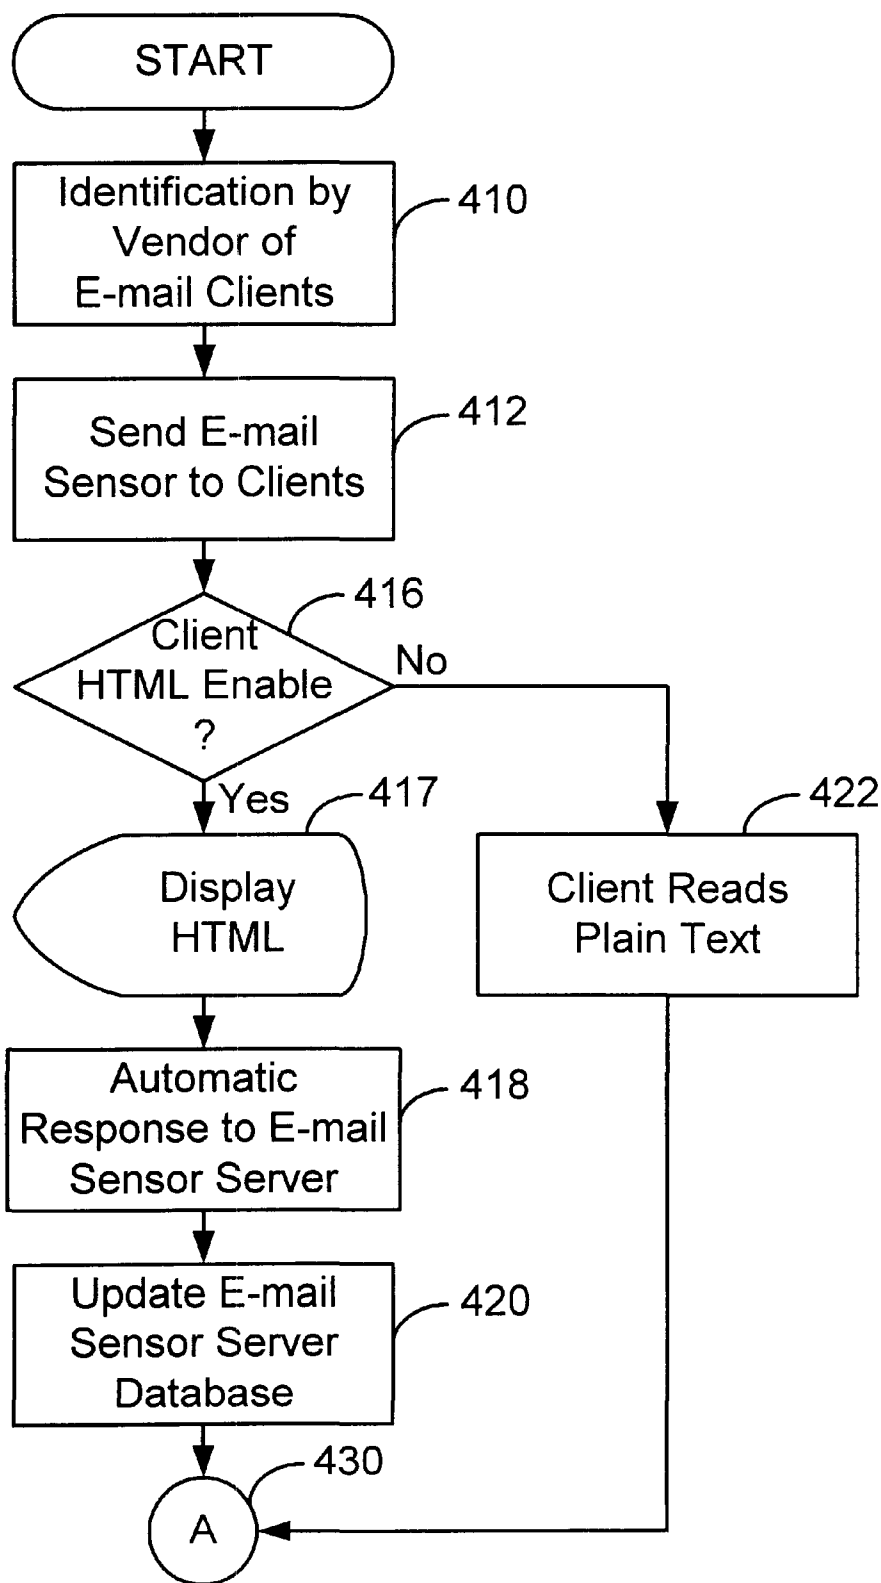 START
Identification by
Vendor of
E-mail Clients
410
Send E-mail
Sensor to Clients
412
416
Client
HTML Enable
?
No
Yes
417
422
Display
HTML
Client Reads
Plain Text
Automatic
Response to E-mail
Sensor Server
418
Update E-mail
Sensor Server
Database
420
430
A